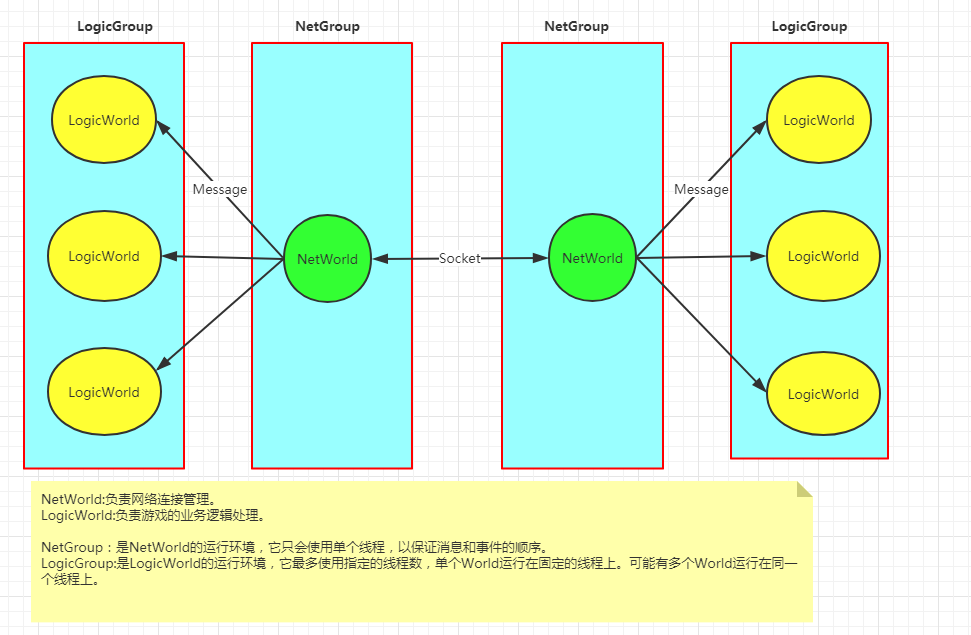 LogicGroup
NetGroup
NetGroup
LogicGroup
LogicWorld
LogicWorld
Message
Message
LogicWorld
NetWorld
Socket
NetWorld
LogicWorld
LogicWorld
LogicWorld
NetWorld:负责网络连接管理。
LogicWorld:负责游戏的业务逻辑处理。
NetGroup：是NetWorld的运行环境，它只会使用单个线程，以保证消息和事件的顺序。
LogicGroup:是LogicWorld的运行环境，它最多使用指定的线程数，单个World运行在固定的线程上。可能有多个World运行在同一
个线程上。